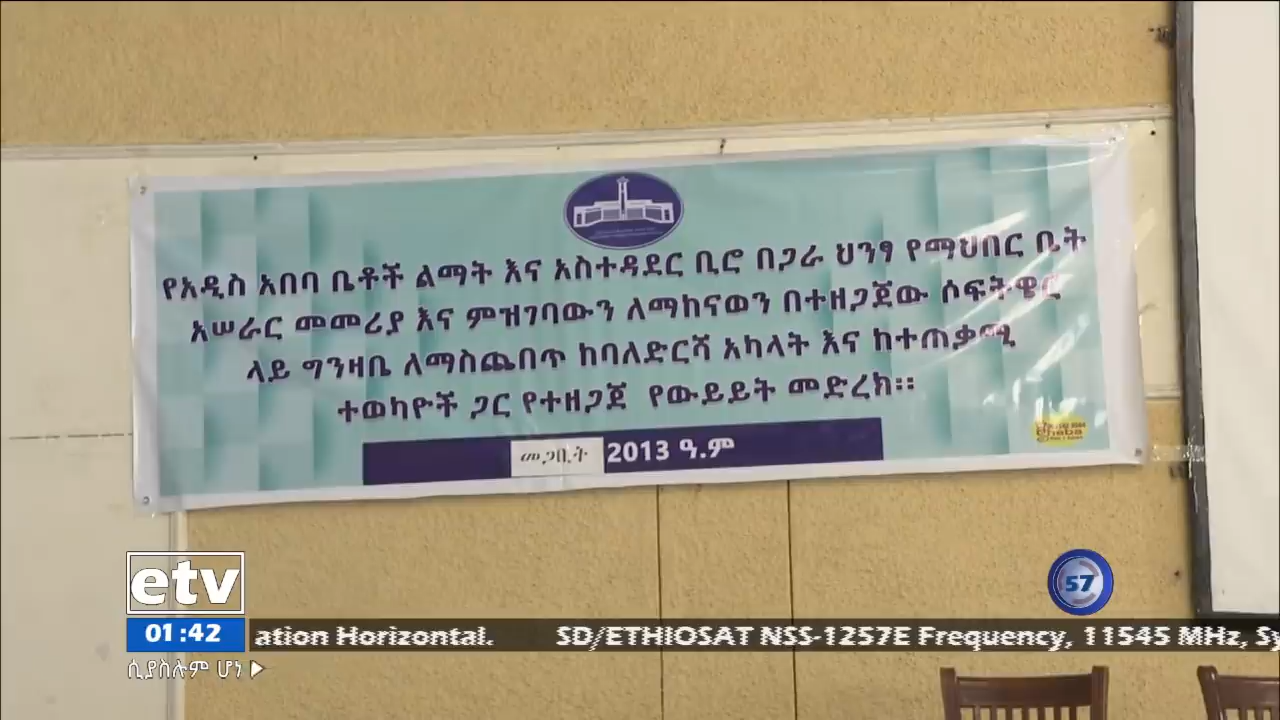 የአዲስ አበባ ቤቶች ልማት እና አስተዳደር ቢሮ በጋራ ህንፃ የማህበር ቤት
አሠራር መመሪያ እና ምዝገባውን ለማከናወን በተዘጋጀው ሶፍትዌር
ላይ ግንዛቤ ለማስጨበጥ ከባለድርሻ አካላት እና ከተጠቃሚ
ተወካዮች ጋር የተዘጋጀ የውይይት መድረክ።
መጋቢት 2013 ዓ.ም
etv
57
01:42
ation Horizontal. SD/ETHIOSAT NSS-1257E Frequency, 11545 MHz, Sy
ሲያስሉም ሆነ